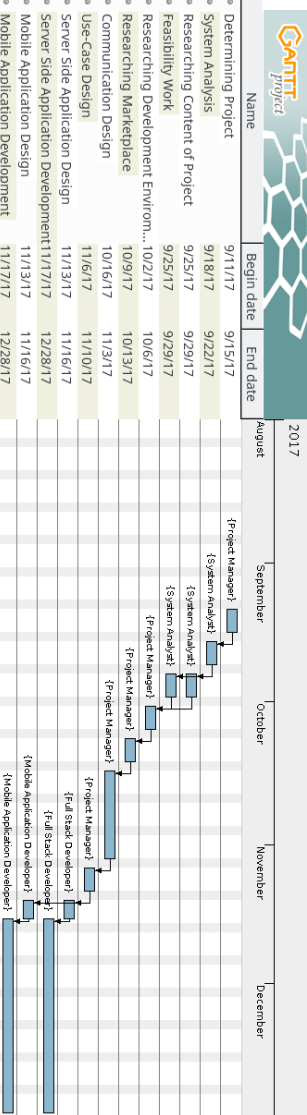 GANTT
project
2017
Name Begin date End date August September October November December
Determining Project 9/11/17 9/15/17 {Project Manager}
System Analysis 9/18/17 9/22/17 {System Analyst}
Researching Content of Project 9/25/17 9/29/17 {System Analyst}
Feasibility Work 9/25/17 9/29/17 {System Analyst}
Researching Development Envirom... 10/2/17 10/6/17 {Project Manager}
Researching Marketplace 10/9/17 10/13/17 {Project Manager}
Communication Design 10/16/17 11/3/17 {Project Manager}
Use-Case Design 11/6/17 11/10/17 {Project Manager}
Server Side Application Design 11/13/17 11/16/17 {Full Stack Developer}
Server Side Application Development 11/17/17 12/28/17 {Full Stack Developer}
Mobile Application Design 11/13/17 11/16/17 {Mobile Application Developer}
Mobile Application Development 11/17/17 12/28/17 {Mobile Application Developer}